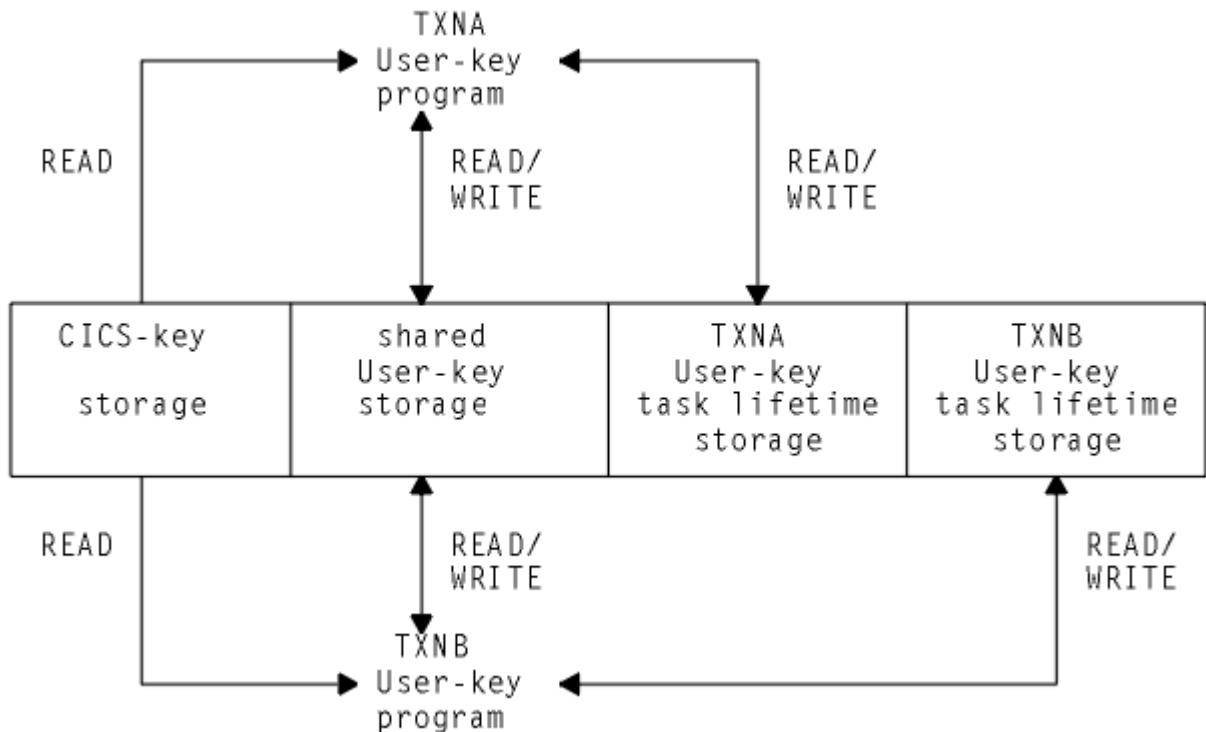 TXNA
User-key
program
READ
READ/
WRITE
READ/
WRITE
CICS-key
storage
shared
User-key
storage
TXNA
User-key
task lifetime
storage
TXNB
User-key
task lifetime
storage
READ
READ/
WRITE
READ/
WRITE
TXNB
User-key
program